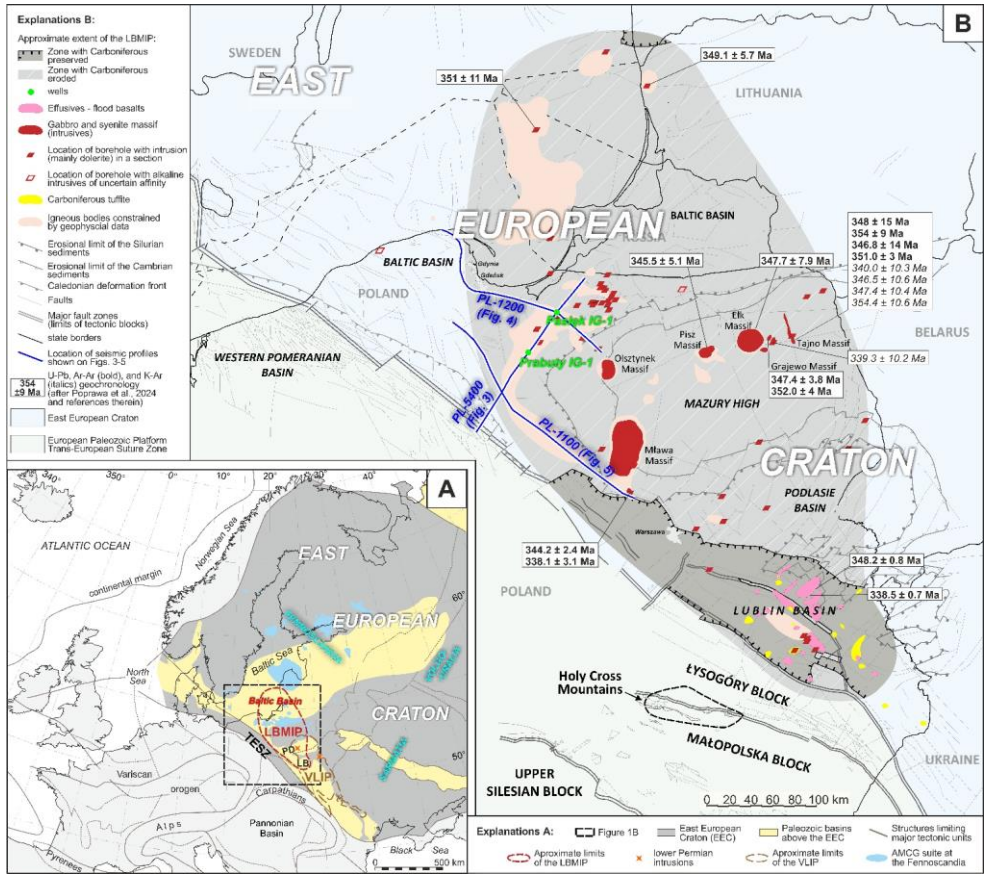 Explanations B:
Approximate extent of the LBMIP:
Zone with Carboniferous
preserved
Zone with Carboniferous
eroded
wells
Effusives - flood basalts
Gabbro and syenite massif
(intrusives)
Location of borehole with intrusion
(mainly dolerite) in a section
Location of borehole with alkaline
intrusives of uncertain affinity
Carboniferous tuffite
Igneous bodies constrained
by geophyscial data
Erosional limit of the Silurian
sediments
Erosional limit of the Cambrian
sediments
Caledonian deformation front
Faults
Major fault zones
(limits of tectonic blocks)
state borders
Location of seismic profiles
shown on Figs. 3-5
354
±9 Ma
U-Pb, Ar-Ar (bold), and K-Ar
(italics) geochronology
(after Poprawa et al., 2024
and references therein)
East European Craton
European Paleozoic Platform
Trans-European Suture Zone
B
SWEDEN
EAST
351 ± 11 Ma
349.1 ± 5.7 Ma
LITHUANIA
EUROPEAN
BALTIC BASIN
RUSSIA
348 ± 15 Ma
354 ± 9 Ma
346.8 ± 14 Ma
351.0 ± 3 Ma
340.0 ± 10.3 Ma
346.5 ± 10.6 Ma
347.4 ± 10.4 Ma
354.4 ± 10.6 Ma
345.5 ± 5.1 Ma
347.7 ± 7.9 Ma
BALTIC BASIN
Gdynia
Gdańsk
POLAND
PL-1200
(Fig. 4)
Pasłęk IG-1
Ełk
Massif
Pisz
Massif
Tajno Massif
BELARUS
WESTERN POMERANIAN
BASIN
Prabuty IG-1
Olsztynek
Massif
Grajewo Massif
339.3 ± 10.2 Ma
347.4 ± 3.8 Ma
352.0 ± 4 Ma
PL-5400
(Fig. 3)
MAZURY HIGH
PL-1100 (Fig. 5)
Mława
Massif
CRATON
PODLASIE
BASIN
Warszawa
344.2 ± 2.4 Ma
338.1 ± 3.1 Ma
348.2 ± 0.8 Ma
POLAND
338.5 ± 0.7 Ma
LUBLIN BASIN
Holy Cross
Mountains
ŁYSOGÓRY BLOCK
MAŁOPOLSKA BLOCK
UKRAINE
UPPER
SILESIAN BLOCK
0 20 40 60 80 100 km
A
20° 10° 0° 10° 20° 30° 40°
ATLANTIC OCEAN
Norwegian Sea
continental margin
EAST
60°
EUROPEAN
Baltic Sea
North
Sea
Baltic Basin
CRATON
LBMIP
TESZ
PD
LB
50°
VLIP
Variscan
orogen
Carpathians
Pannonian
Basin
Alps
Pyrenees
Black Sea
0 500 km
Explanations A:
Figure 1B
East European
Craton (EEC)
Paleozoic basins
above the EEC
Structures limiting
major tectonic units
Aproximate limits
of the LBMIP
lower Permian
intrusions
Aproximate limits
of the VLIP
AMCG suite at
the Fennoscandia